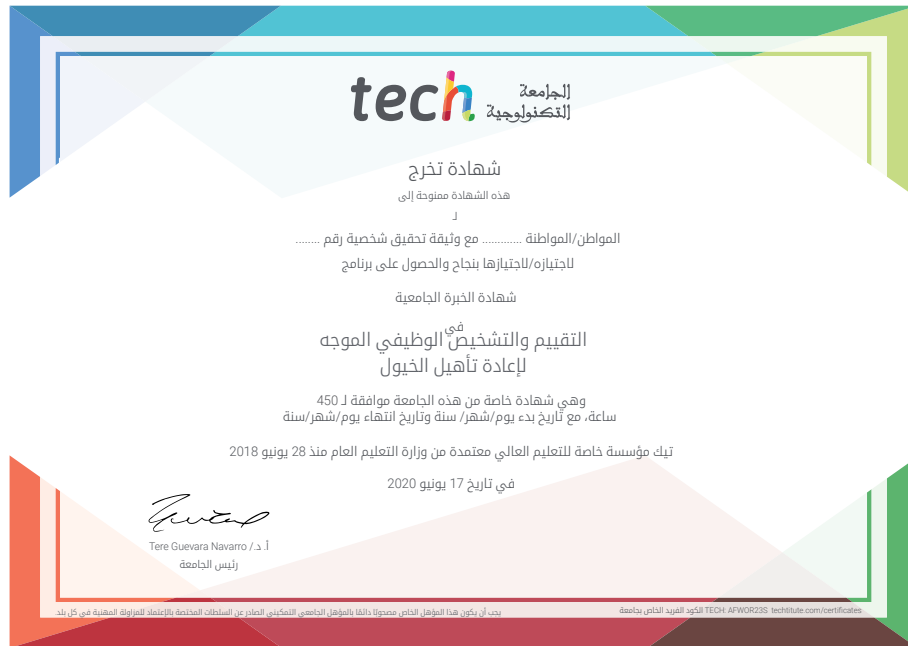 tech الجامعة
التكنولوجية
شهادة تخرج
هذه الشهادة ممنوحة إلى
لـ
المواطن/المواطنة ............. مع وثيقة تحقيق شخصية رقم ........
لاجتيازه/لاجتيازها بنجاح والحصول على برنامج
شهادة الخبرة الجامعية
في
التقييم والتشخيص الوظيفي الموجه
لإعادة تأهيل الخيول
وهي شهادة خاصة من هذه الجامعة موافقة لـ 450
ساعة، مع تاريخ بدء يوم/شهر/ سنة وتاريخ انتهاء يوم/شهر/سنة
تيك مؤسسة خاصة للتعليم العالي معتمدة من وزارة التعليم العام منذ 28 يونيو 2018
في تاريخ 17 يونيو 2020
أ. د./ Tere Guevara Navarro
رئيس الجامعة
الكود الفريد الخاص بجامعة TECH: AFWOR23S techtitute.com/certificates
يجب أن يكون هذا المؤهل الخاص مصحوبًا دائمًا بالمؤهل الجامعي التمكيني الصادر عن السلطات المختصة بالإعتماد للمزاولة المهنية في كل بلد.